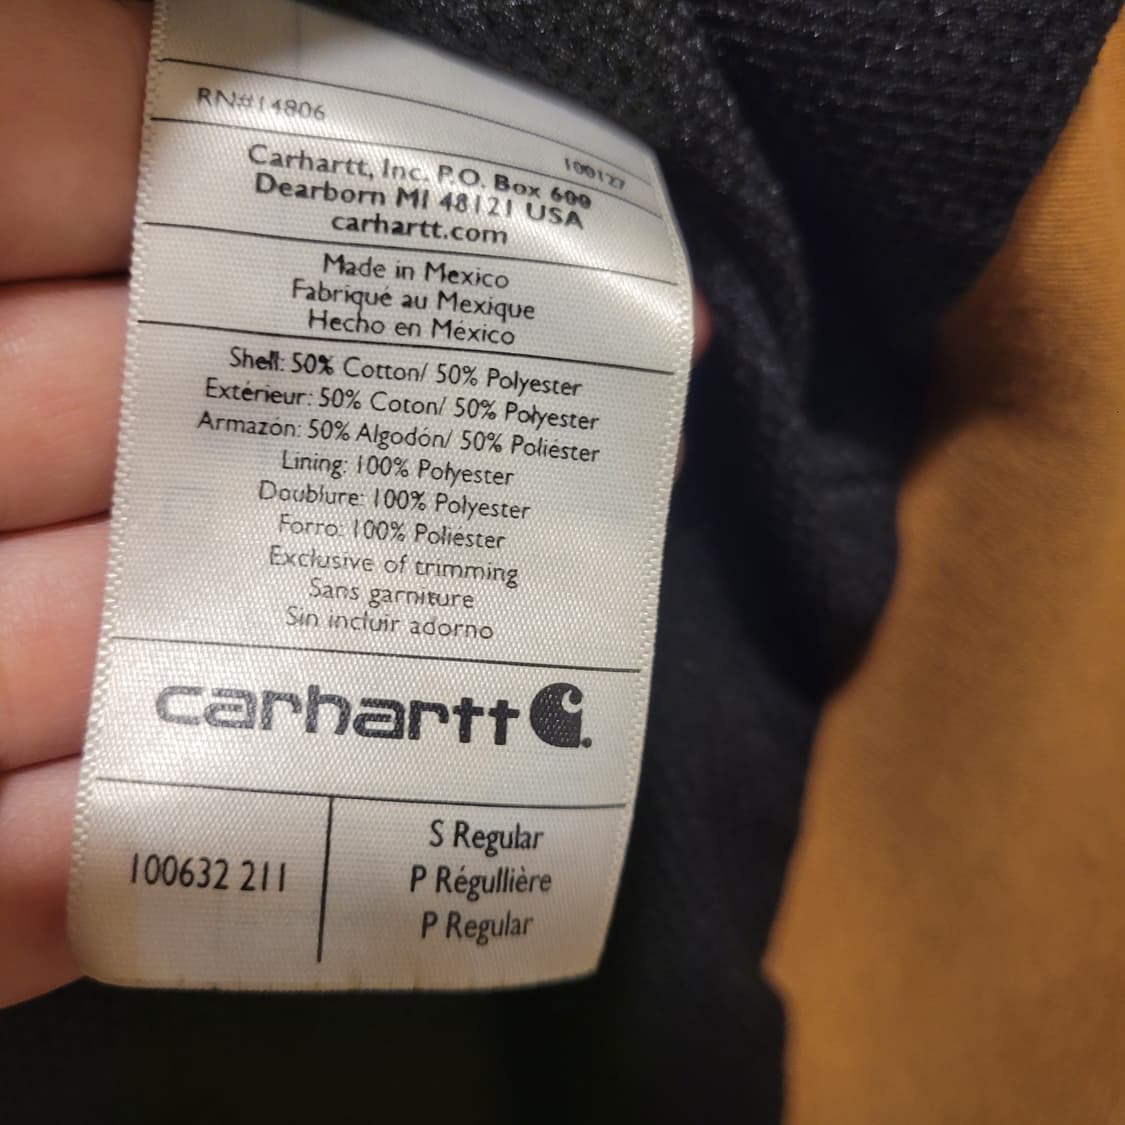 RN#14806
100127
Carhartt, Inc. P.O. Box 600
Dearborn MI 48121 USA
carhartt.com
Made in Mexico
Fabriqué au Mexique
Hecho en México
Shell: 50% Cotton/ 50% Polyester
Extérieur: 50% Coton/ 50% Polyester
Armazón: 50% Algodón/ 50% Poliéster
Lining: 100% Polyester
Doublure: 100% Polyester
Forro: 100% Poliéster
Exclusive of trimming
Sans garniture
Sin incluir adorno
carhartt
100632 211
S Regular
P Régullière
P Regular